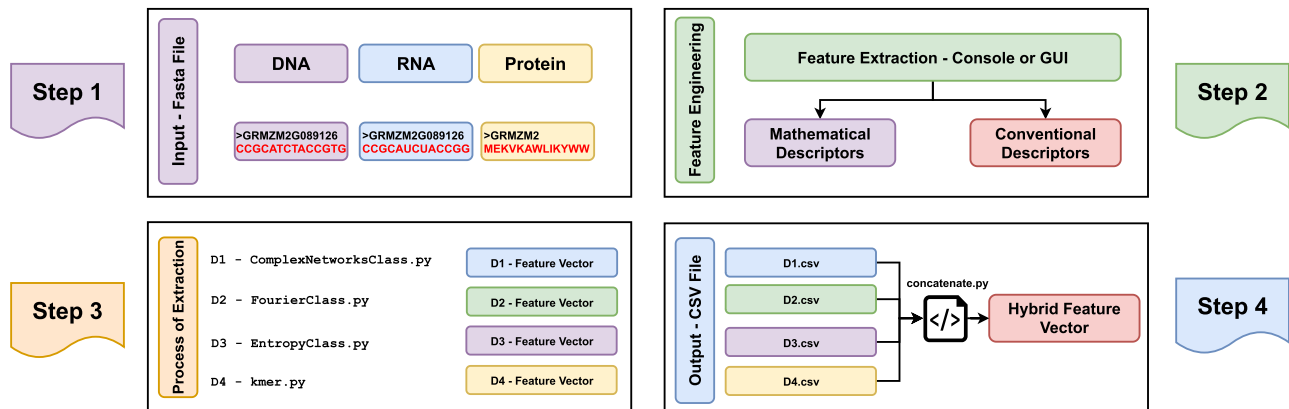 Step 1
Input - Fasta File
DNA
RNA
Protein
>GRMZM2G089126
CCGCATCTACCGTG
>GRMZM2G089126
CCGCAUCUACCGG
>GRMZM2
MEKVKAWLIKYWW
Feature Engineering
Feature Extraction - Console or GUI
Mathematical
Descriptors
Conventional
Descriptors
Step 2
Step 3
Process of Extraction
D1 - ComplexNetworksClass.py
D1 - Feature Vector
D2 - FourierClass.py
D2 - Feature Vector
D3 - EntropyClass.py
D3 - Feature Vector
D4 - kmer.py
D4 - Feature Vector
Output - CSV File
D1.csv
D2.csv
D3.csv
D4.csv
concatenate.py
</>
Hybrid Feature
Vector
Step 4